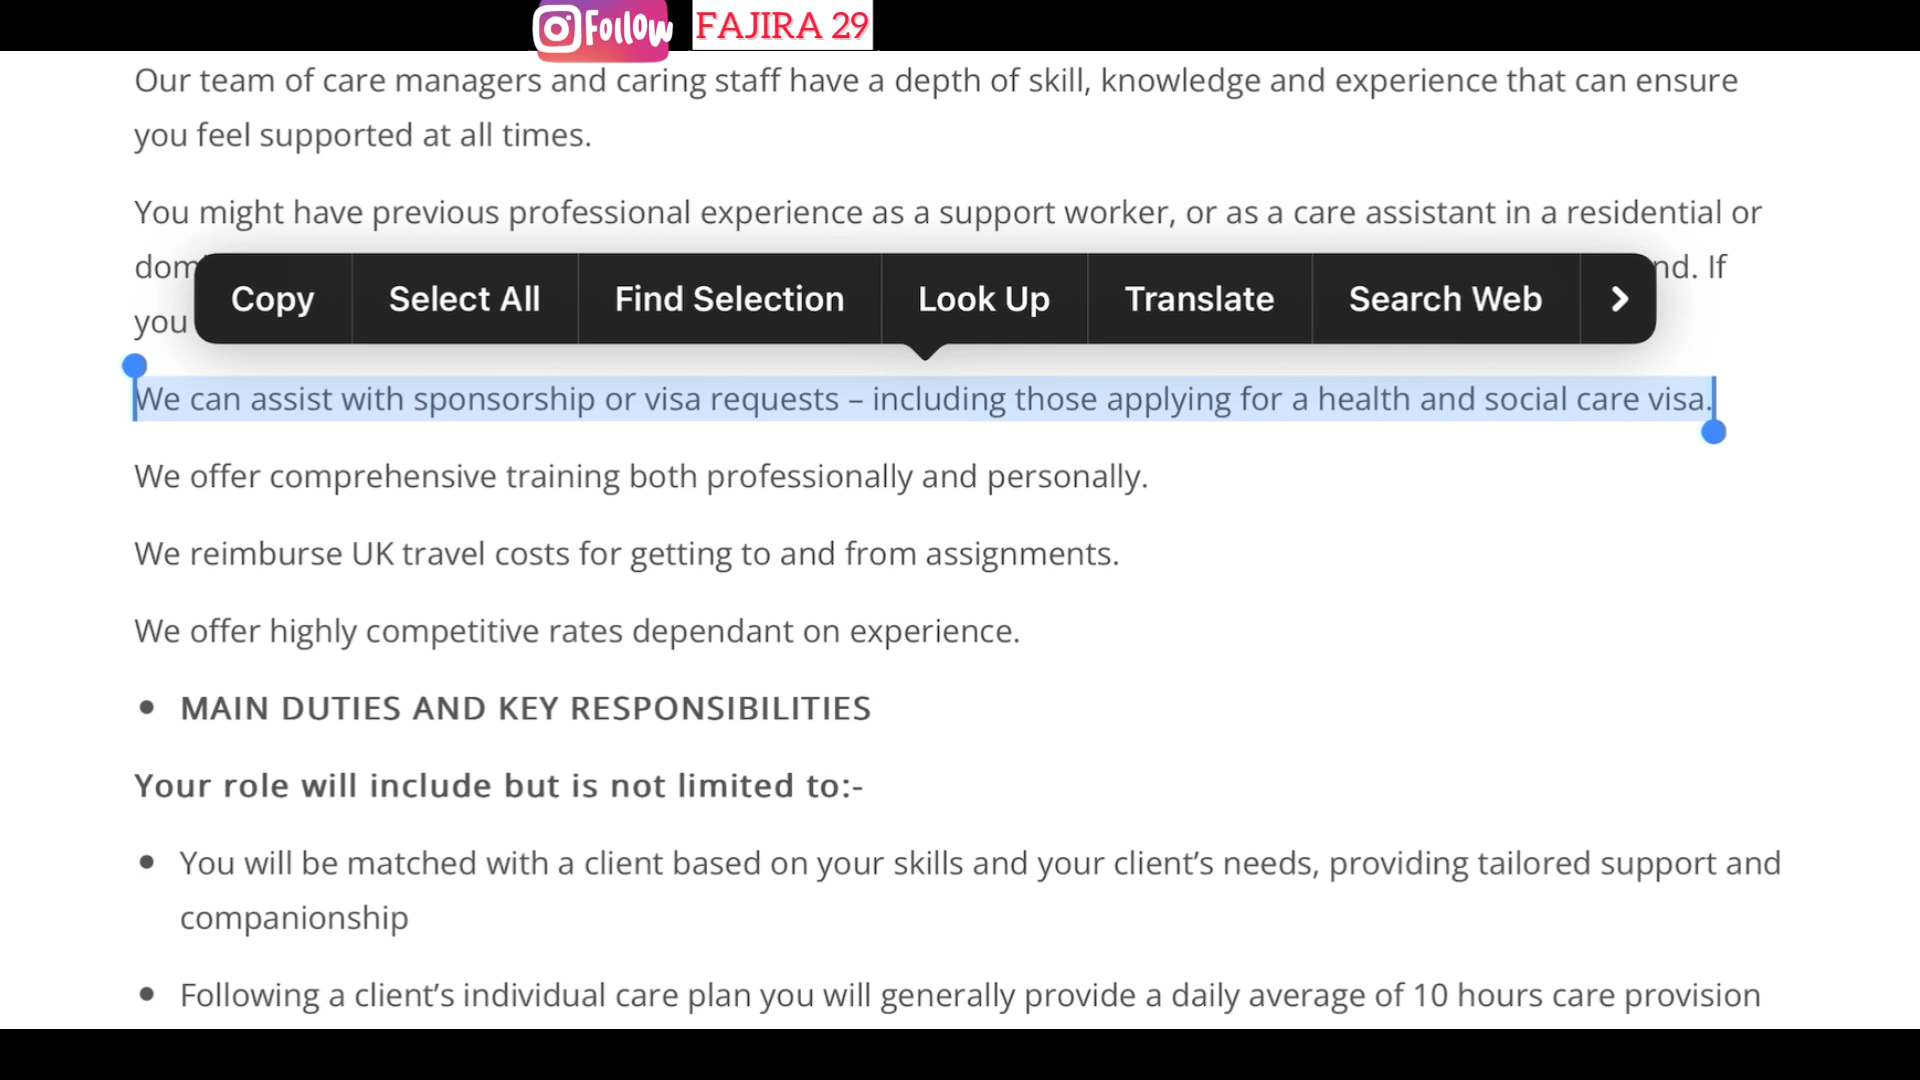 Follow FAJIRA 29
Our team of care managers and caring staff have a depth of skill, knowledge and experience that can ensure
you feel supported at all times.
You might have previous professional experience as a support worker, or as a care assistant in a residential or
nd. If
you
Copy Select All Find Selection Look Up Translate Search Web
We can assist with sponsorship or visa requests – including those applying for a health and social care visa.
We offer comprehensive training both professionally and personally.
We reimburse UK travel costs for getting to and from assignments.
We offer highly competitive rates dependant on experience.
• MAIN DUTIES AND KEY RESPONSIBILITIES
Your role will include but is not limited to:-
• You will be matched with a client based on your skills and your client’s needs, providing tailored support and
companionship
• Following a client’s individual care plan you will generally provide a daily average of 10 hours care provision